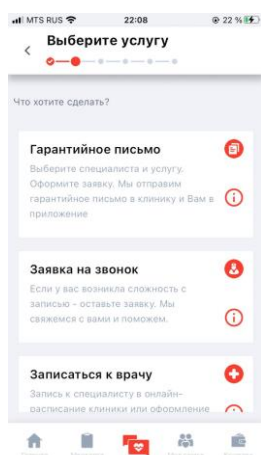 MTS RUS 22:08 22 %
Выберите услугу
Что хотите сделать?
Гарантийное письмо
Выберите специалиста и услугу.
Оформите заявку. Мы отправим
гарантийное письмо в клинику и Вам в
приложение
Заявка на звонок
Если у вас возникла сложность с
записью - оставьте заявку. Мы
свяжемся с вами и поможем.
Записаться к врачу
Запись к специалисту в онлайн-
расписание клиники или оформление